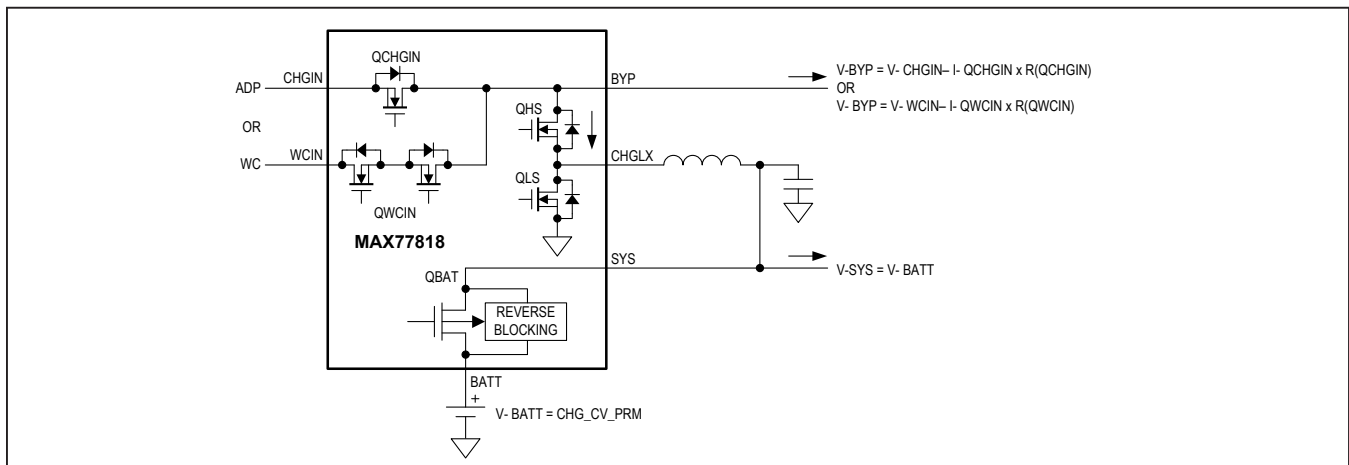 QCHGIN
CHGIN
BYP
V-BYP = V- CHGIN– I- QCHGIN x R(QCHGIN)
ADP
OR
QHS
V- BYP = V- WCIN– I- QWCIN x R(QWCIN)
OR
WCIN
CHGLX
WC
QLS
QWCIN
MAX77818
SYS
QBAT
V-SYS = V- BATT
REVERSE
BLOCKING
BATT
+
V- BATT = CHG_CV_PRM